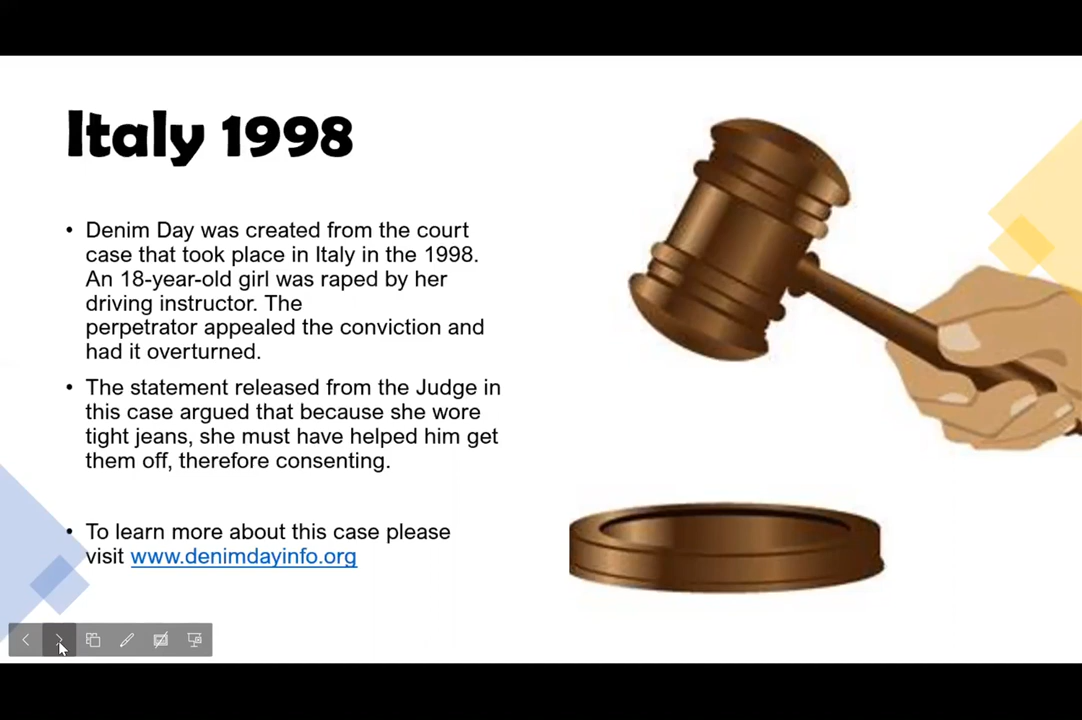 Italy 1998
• Denim Day was created from the court
case that took place in Italy in the 1998.
An 18-year-old girl was raped by her
driving instructor. The
perpetrator appealed the conviction and
had it overturned.
• The statement released from the Judge in
this case argued that because she wore
tight jeans, she must have helped him get
them off, therefore consenting.
• To learn more about this case please
visit www.denimdayinfo.org